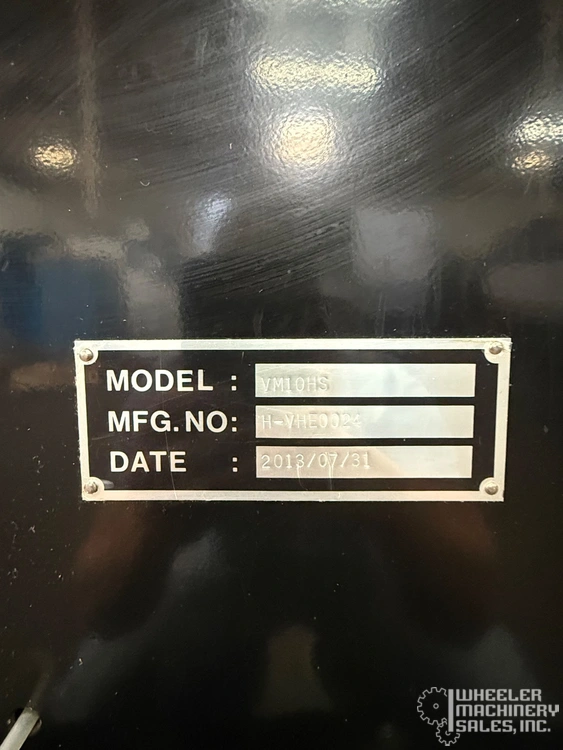 MODEL : VM10HS
MFG.NO: H-VHE0024
DATE : 2013/07/31
WHEELER
MACHINERY
SALES, INC.